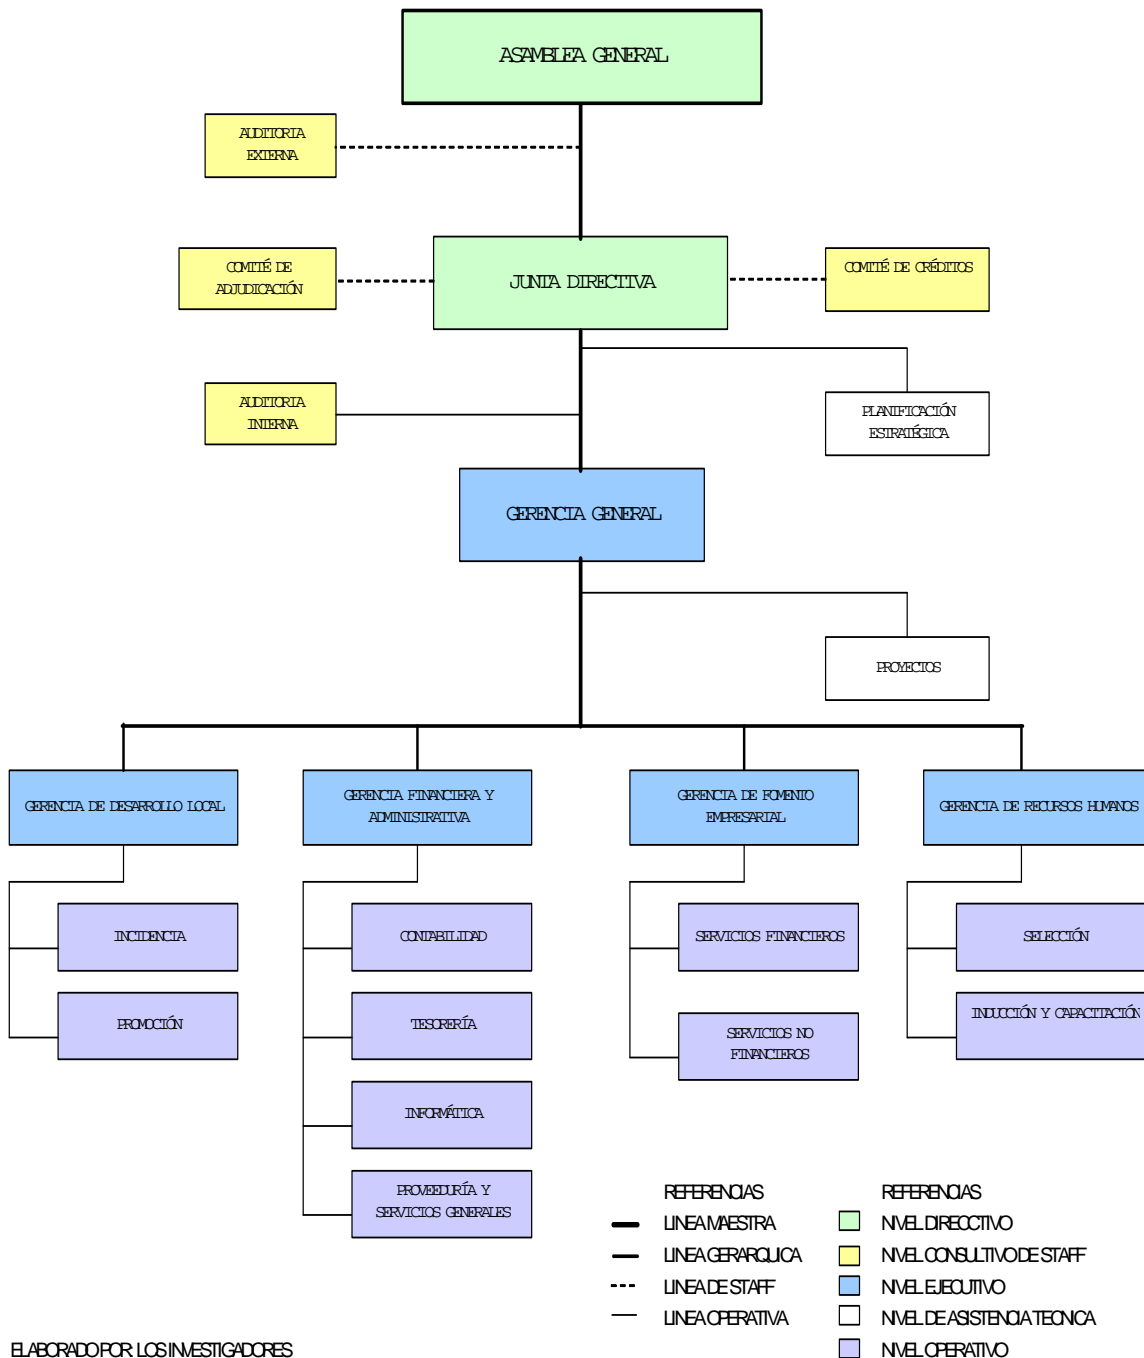 ASAMBLEA GENERAL
AUDITORIA
EXTERNA
COMITÉ DE
ADJUDICACIÓN
JUNTA DIRECTIVA
COMITÉ DE CRÉDITOS
AUDITORIA
INTERNA
PLANIFICACIÓN
ESTRATÉGICA
GERENCIA GENERAL
PROYECTOS
GERENCIA DE DESARROLLO LOCAL
GERENCIA FINANCIERA Y
ADMINISTRATIVA
GERENCIA DE FOMENTO
EMPRESARIAL
GERENCIA DE RECURSOS HUMANOS
INCIDENCIA
PROMOCIÓN
CONTABILIDAD
TESORERÍA
INFORMÁTICA
PROVEEDURÍA Y
SERVICIOS GENERALES
SERVICIOS FINANCIEROS
SERVICIOS NO
FINANCIEROS
SELECCIÓN
INDUCCIÓN Y CAPACITACIÓN
REFERENCIAS
LINEA MAESTRA
LINEA GERARQUICA
LINEA DE STAFF
LINEA OPERATIVA
REFERENCIAS
NIVEL DIRECCTIVO
NIVEL CONSULTIVO DE STAFF
NIVEL EJECUTIVO
NIVEL DE ASISTENCIA TECNICA
NIVEL OPERATIVO
ELABORADO POR: LOS INVESTIGADORES